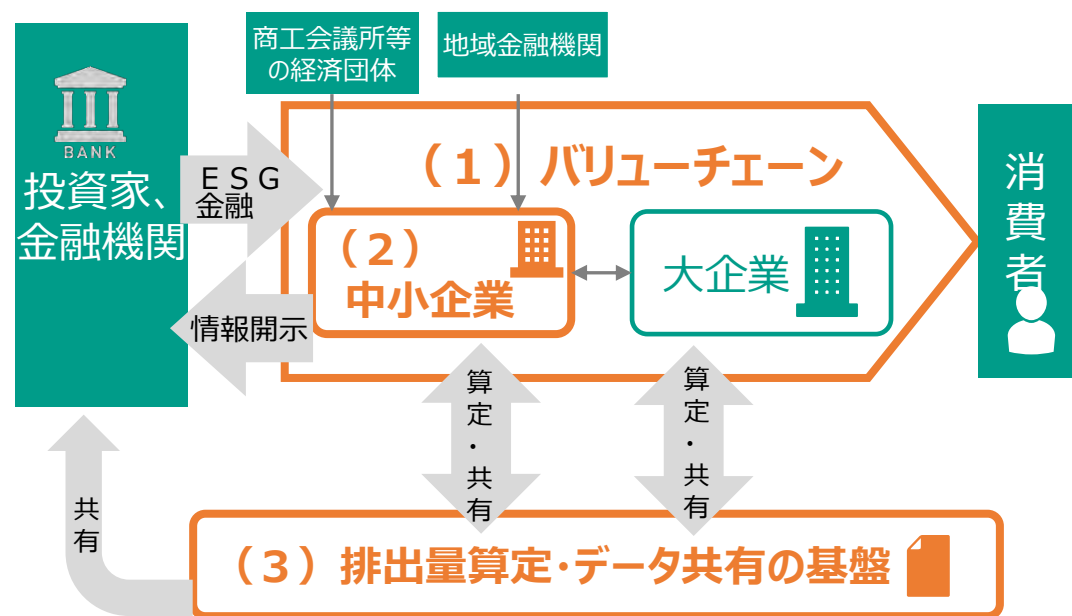 商工会議所等
の経済団体
地域金融機関
BANK
投資家、
金融機関
ＥＳＧ
金融
情報開示
（１）バリューチェーン
（２）
中小企業
大企業
消費者
算定・共有
算定・共有
共有
（３）排出量算定・データ共有の基盤